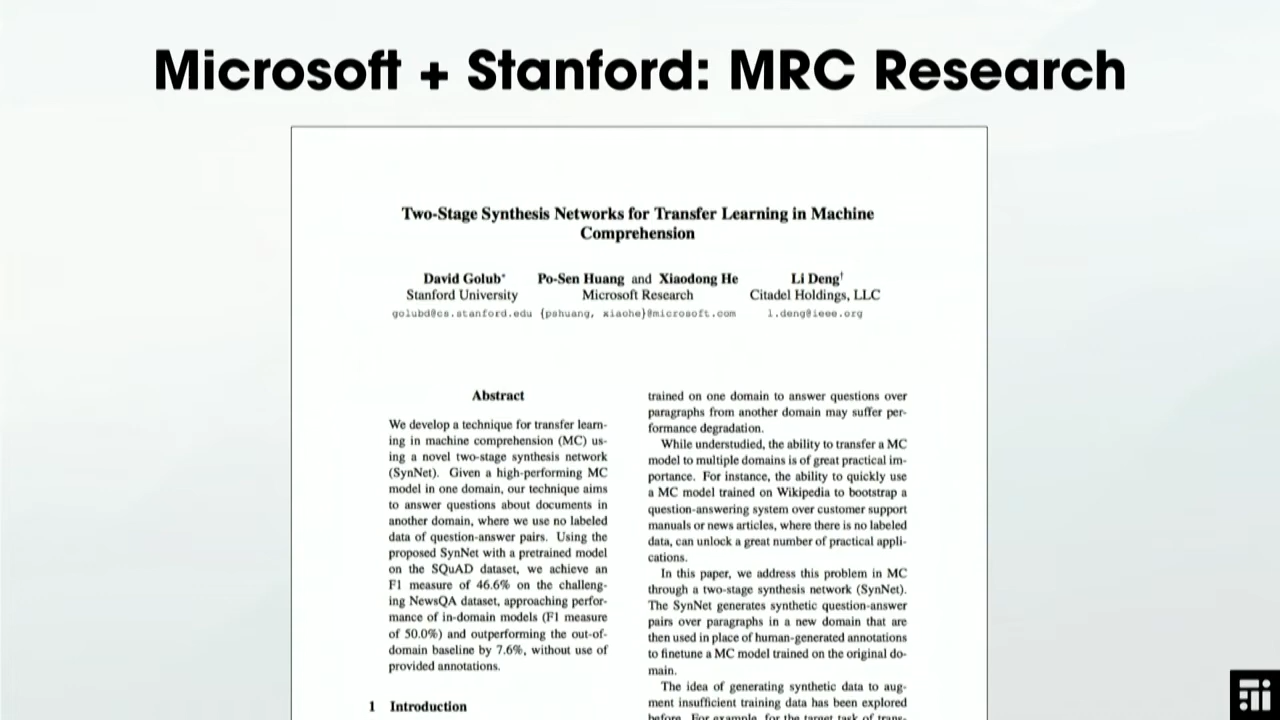 Microsoft + Stanford: MRC Research
Two-Stage Synthesis Networks for Transfer Learning in Machine
Comprehension
David Golub* Po-Sen Huang and Xiaodong He Li Deng†
Stanford University Microsoft Research Citadel Holdings, LLC
golubd@cs.stanford.edu {pshuang, xiaohe}@microsoft.com l.deng@ieee.org
Abstract
We develop a technique for transfer learn-
ing in machine comprehension (MC) us-
ing a novel two-stage synthesis network
(SynNet). Given a high-performing MC
model in one domain, our technique aims
to answer questions about documents in
another domain, where we use no labeled
data of question-answer pairs. Using the
proposed SynNet with a pretrained model
on the SQuAD dataset, we achieve an
F1 measure of 46.6% on the challeng-
ing NewsQA dataset, approaching perfor-
mance of in-domain models (F1 measure
of 50.0%) and outperforming the out-of-
domain baseline by 7.6%, without use of
provided annotations.
1 Introduction
trained on one domain to answer questions over
paragraphs from another domain may suffer per-
formance degradation.
While understudied, the ability to transfer a MC
model to multiple domains is of great practical im-
portance. For instance, the ability to quickly use
a MC model trained on Wikipedia to bootstrap a
question-answering system over customer support
manuals or news articles, where there is no labeled
data, can unlock a great number of practical appli-
cations.
In this paper, we address this problem in MC
through a two-stage synthesis network (SynNet).
The SynNet generates synthetic question-answer
pairs over paragraphs in a new domain that are
then used in place of human-generated annotations
to finetune a MC model trained on the original do-
main.
The idea of generating synthetic data to aug-
ment insufficient training data has been explored
before. For example, for the target task of trans-